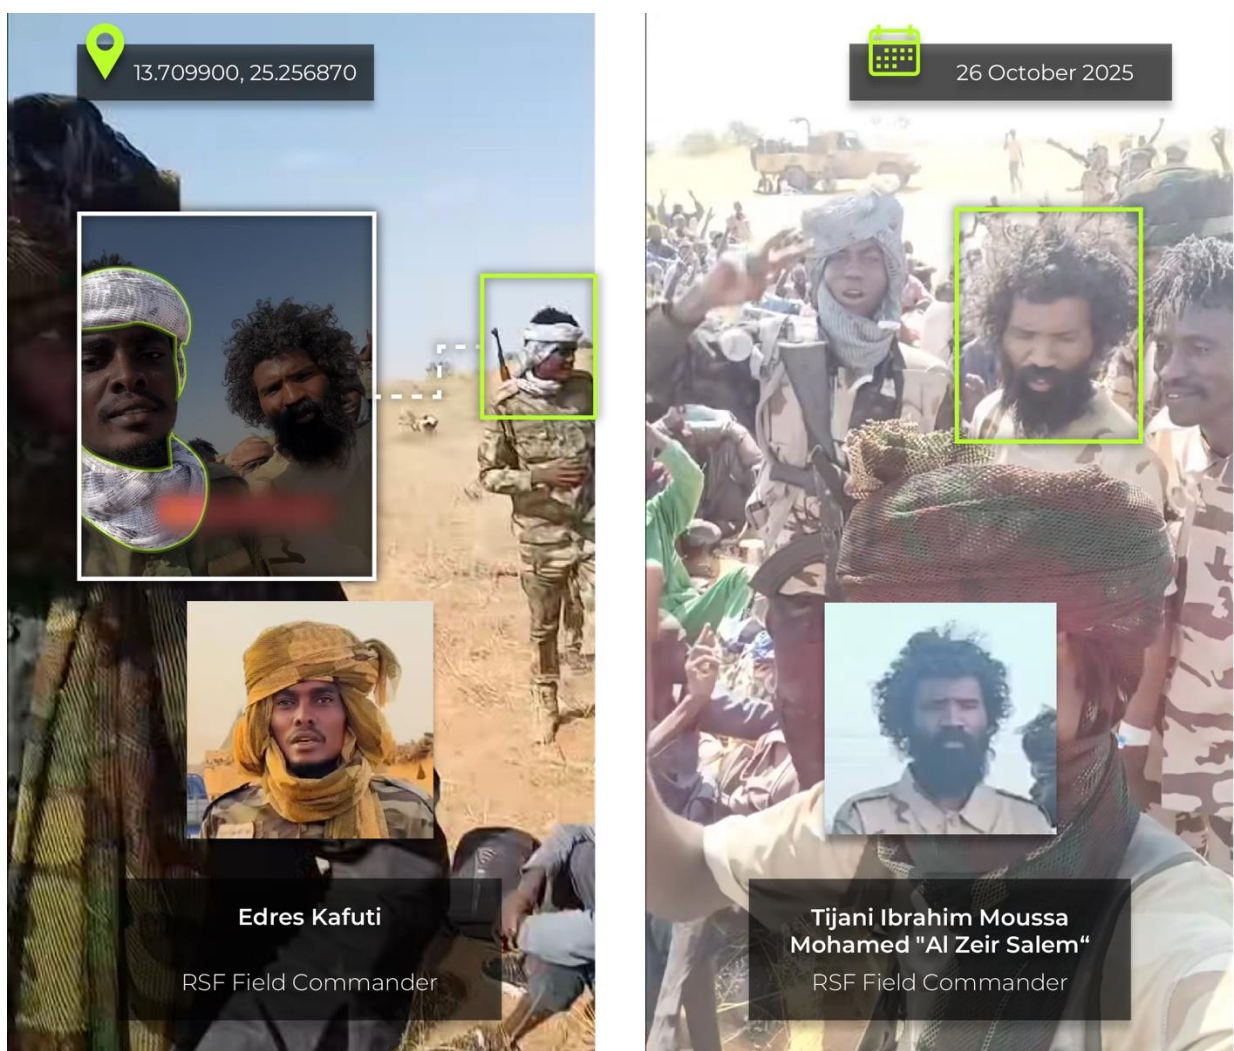 13.709900, 25.256870
26 October 2025
Edres Kafuti
RSF Field Commander
Tijani Ibrahim Moussa
Mohamed "Al Zeir Salem“
RSF Field Commander